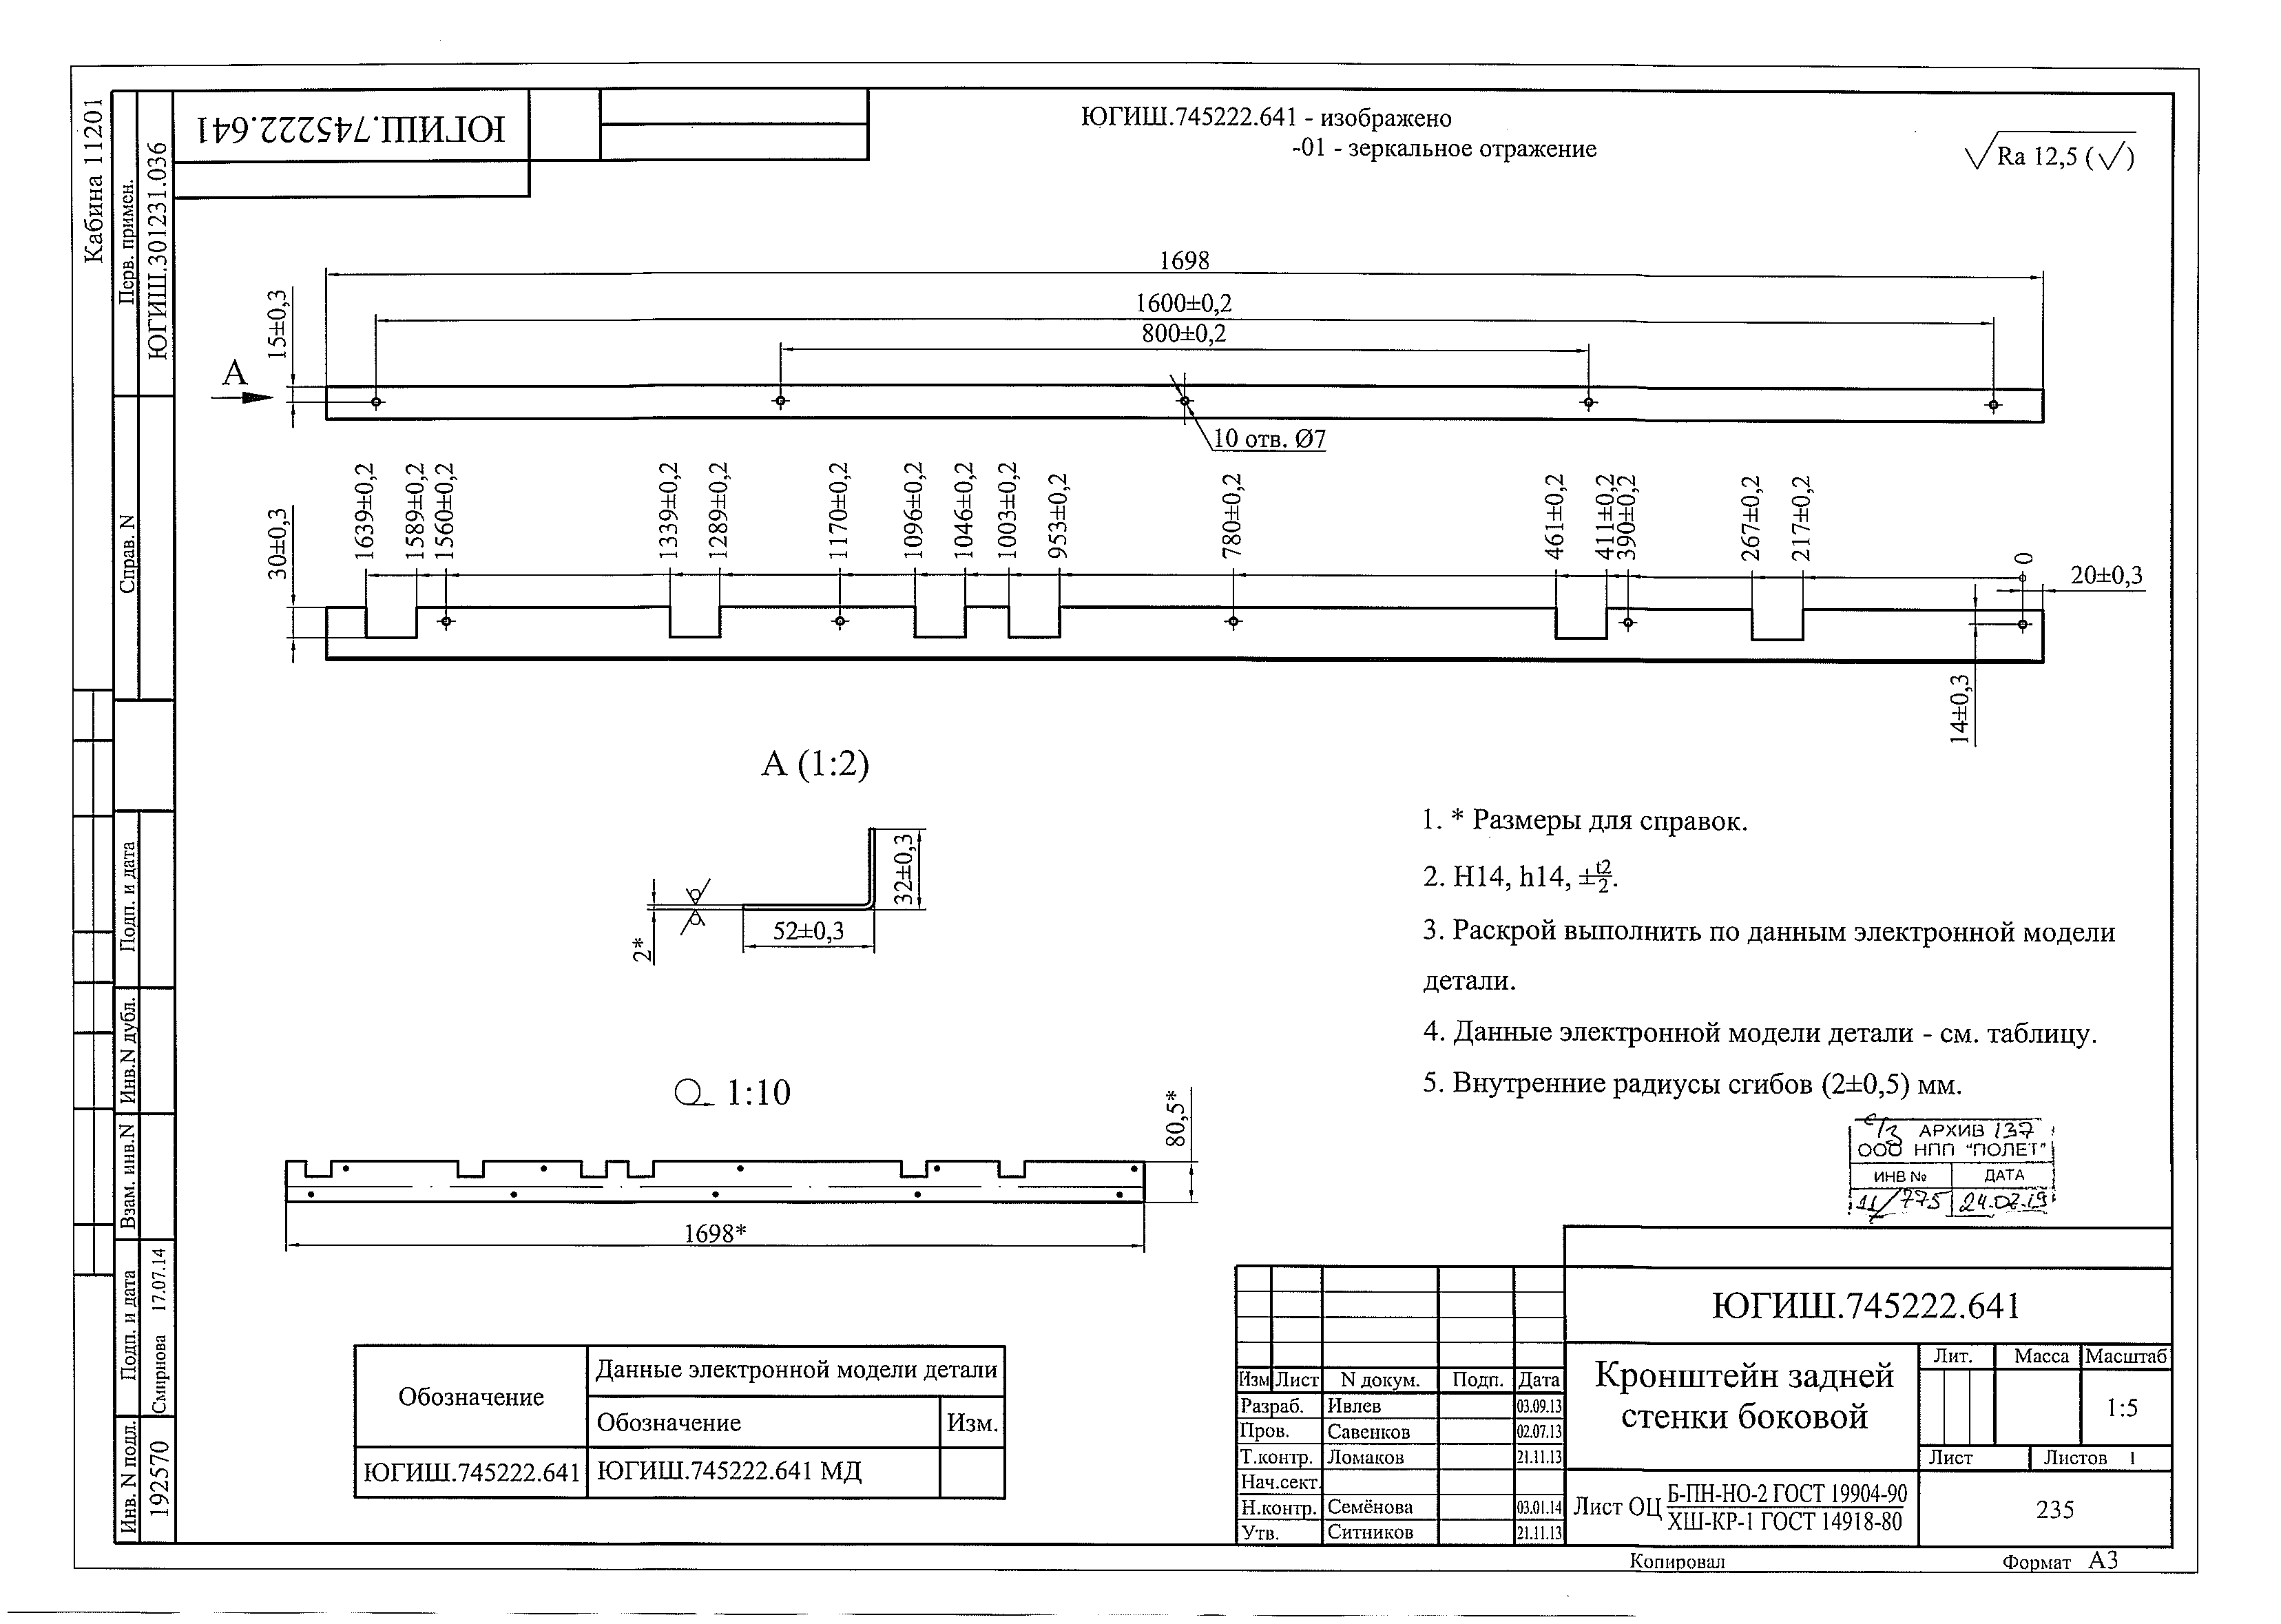 Кабина 11201
Перв. примен.
ЮГИШ.301231.036
Справ. N
Подп. и дата
Инв.N дубл.
Взам. инв.N
Подп. и дата
Смирнова 17.07.14
Инв. N подл.
192570
ЮГИШ.745222.641
ЮГИШ.745222.641 - изображено
-01 - зеркальное отражение
Ra 12,5 (√)
1698
1600±0,2
800±0,2
15±0,3
А
10 отв. Ø7
30±0,3
1639±0,2
1589±0,2
1560±0,2
1339±0,2
1289±0,2
1170±0,2
1096±0,2
1046±0,2
1003±0,2
953±0,2
780±0,2
461±0,2
411±0,2
390±0,2
267±0,2
217±0,2
0
20±0,3
14±0,3
А (1:2)
32±0,3
52±0,3
2*
1:10
80,5*
1698*
1. * Размеры для справок.
2. H14, h14, ±t2/2.
3. Раскрой выполнить по данным электронной модели
детали.
4. Данные электронной модели детали - см. таблицу.
5. Внутренние радиусы сгибов (2±0,5) мм.
АРХИВ 137
ООО НПП "ПОЛЕТ"
ИНВ № ДАТА
11/775 24.02.15
Обозначение Данные электронной модели детали
Обозначение Изм.
ЮГИШ.745222.641 ЮГИШ.745222.641 МД
ЮГИШ.745222.641
Кронштейн задней
стенки боковой
Лит. Масса Масштаб
1:5
Лист Листов 1
Изм Лист N докум. Подп. Дата
Разраб. Ивлев 03.09.13
Пров. Савенков 02.07.13
Т.контр. Ломаков 21.11.13
Нач.сект.
Н.контр. Семёнова 03.01.14
Утв. Ситников 21.11.13
Лист ОЦ Б-ПН-НО-2 ГОСТ 19904-90
ХШ-КР-1 ГОСТ 14918-80
235
Копировал
Формат А3